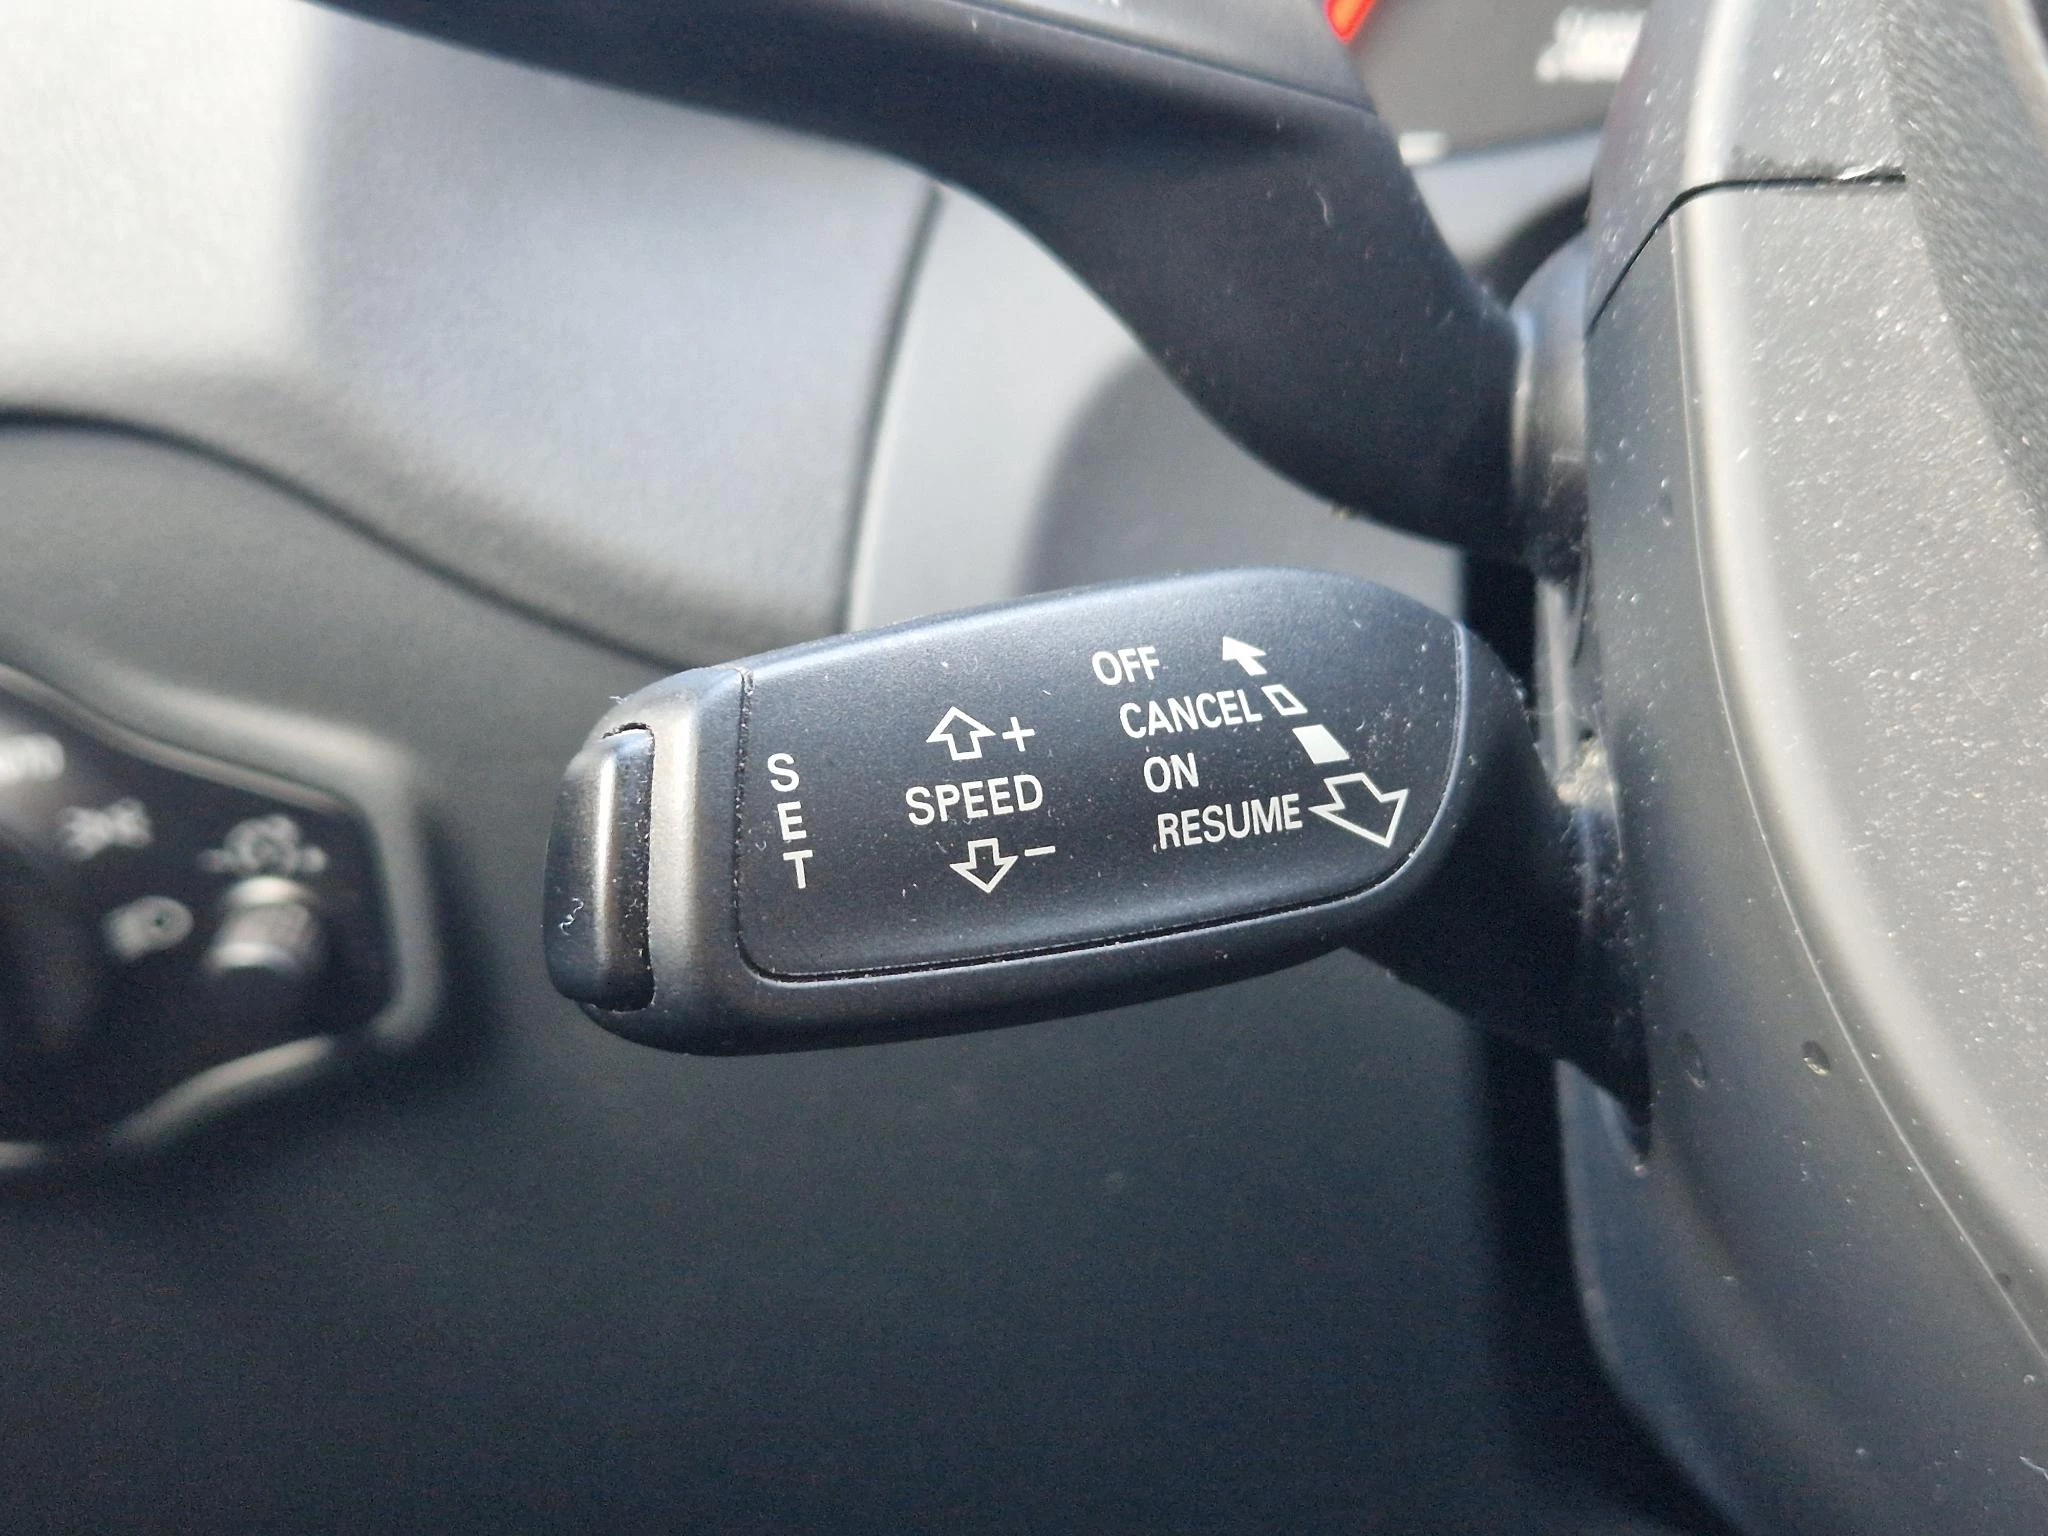 S
E
T
+
SPEED
−
OFF
CANCEL
ON
RESUME